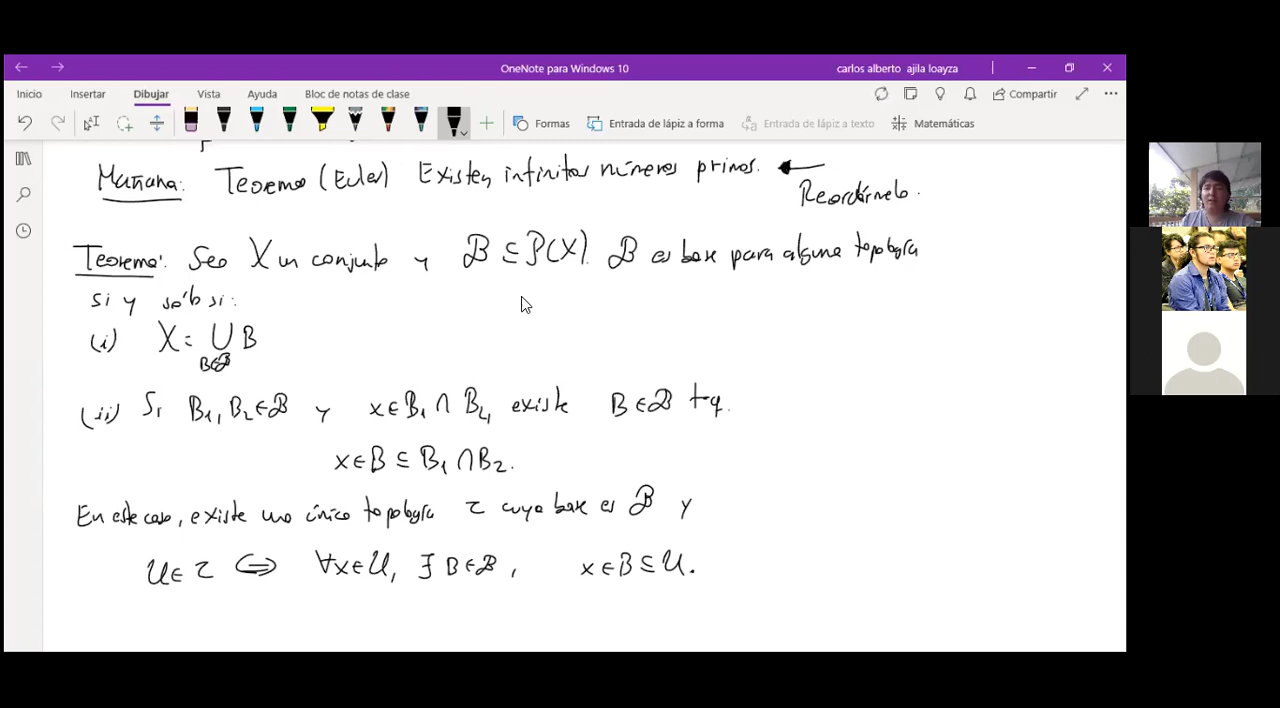 OneNote para Windows 10
carlos alberto ajila loayza
Inicio Insertar Dibujar Vista Ayuda Bloc de notas de clase
Compartir
Formas Entrada de lápiz a forma Entrada de lápiz a texto Matemáticas
Mañana: Teorema (Euler) Existen infinitos números primos. ←
Recordárnelo.
Teorema: Sea X un conjunto y ℬ ⊆ P(X). ℬ es base para alguna topología
si y sólo si:
(i) X = ⋃ B
B∈ℬ
(ii) Si B₁, B₂ ∈ ℬ y x ∈ B₁ ∩ B₂, existe B ∈ ℬ tq.
x ∈ B ⊆ B₁ ∩ B₂.
En este caso, existe una única topología τ cuya base es ℬ y
U ∈ τ ⟺ ∀x ∈ U, ∃ B ∈ ℬ, x ∈ B ⊆ U.